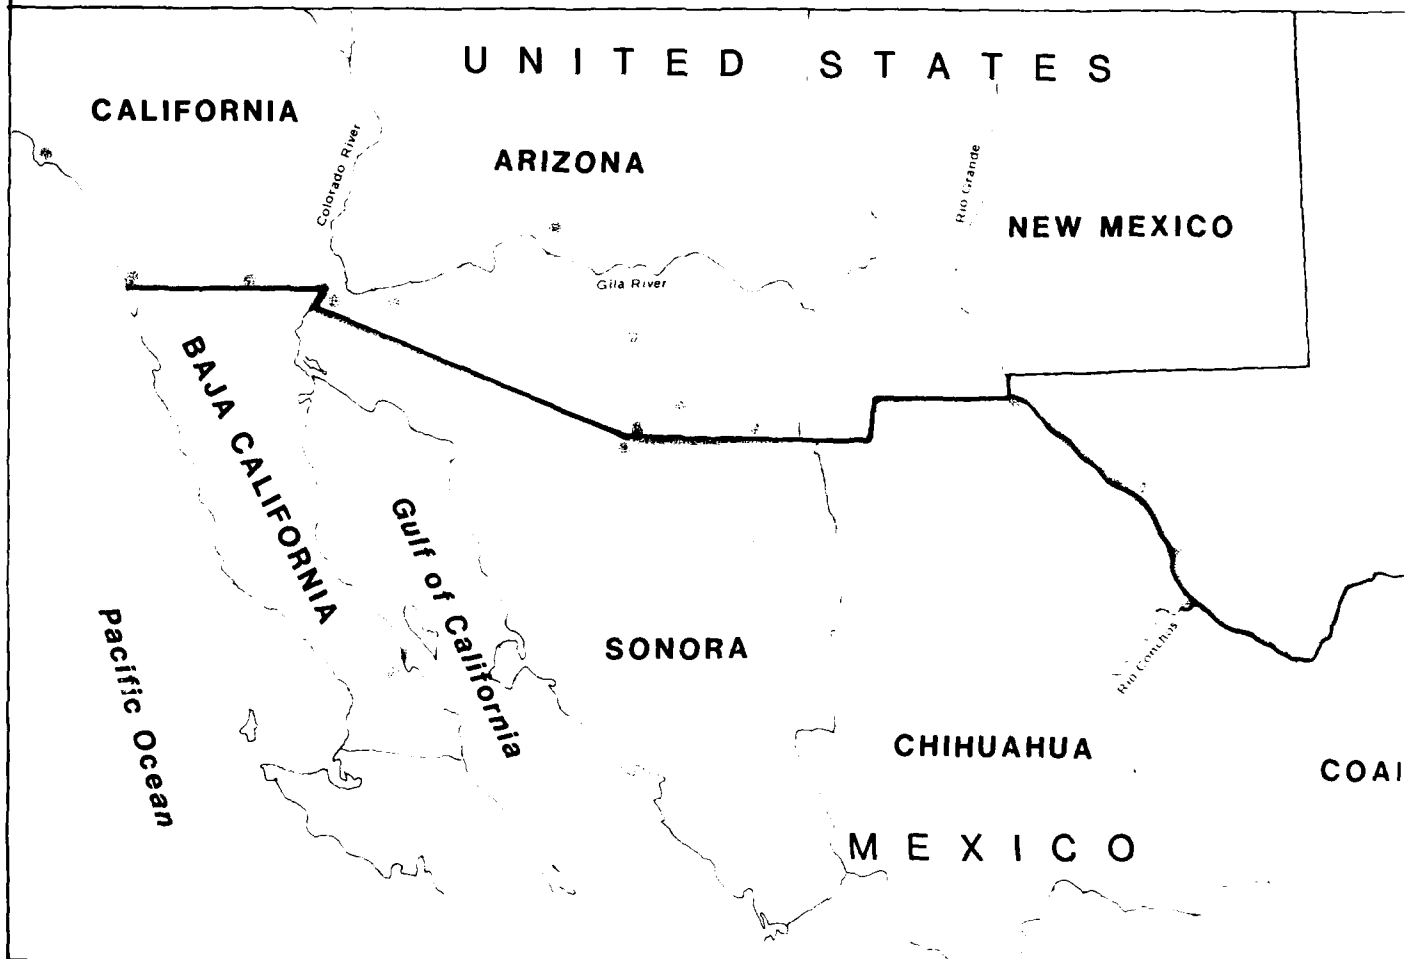 UNITED STATES
CALIFORNIA
ARIZONA
Colorado River
Rio Grande
NEW MEXICO
Gila River
BAJA CALIFORNIA
Gulf of California
Pacific Ocean
SONORA
Rio Conchos
CHIHUAHUA
COAI
MEXICO